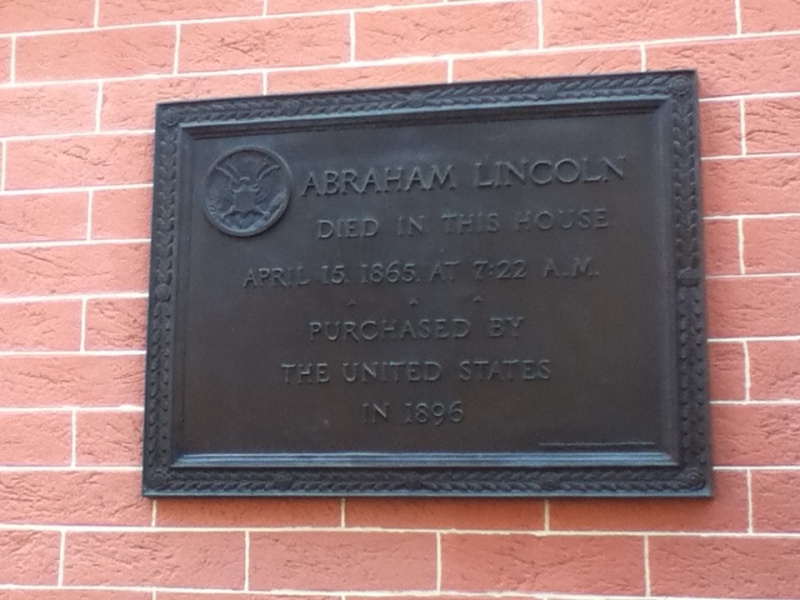 ABRAHAM LINCOLN
DIED IN THIS HOUSE
APRIL 15. 1865. AT 7:22 A.M.
PURCHASED BY
THE UNITED STATES
IN 1896